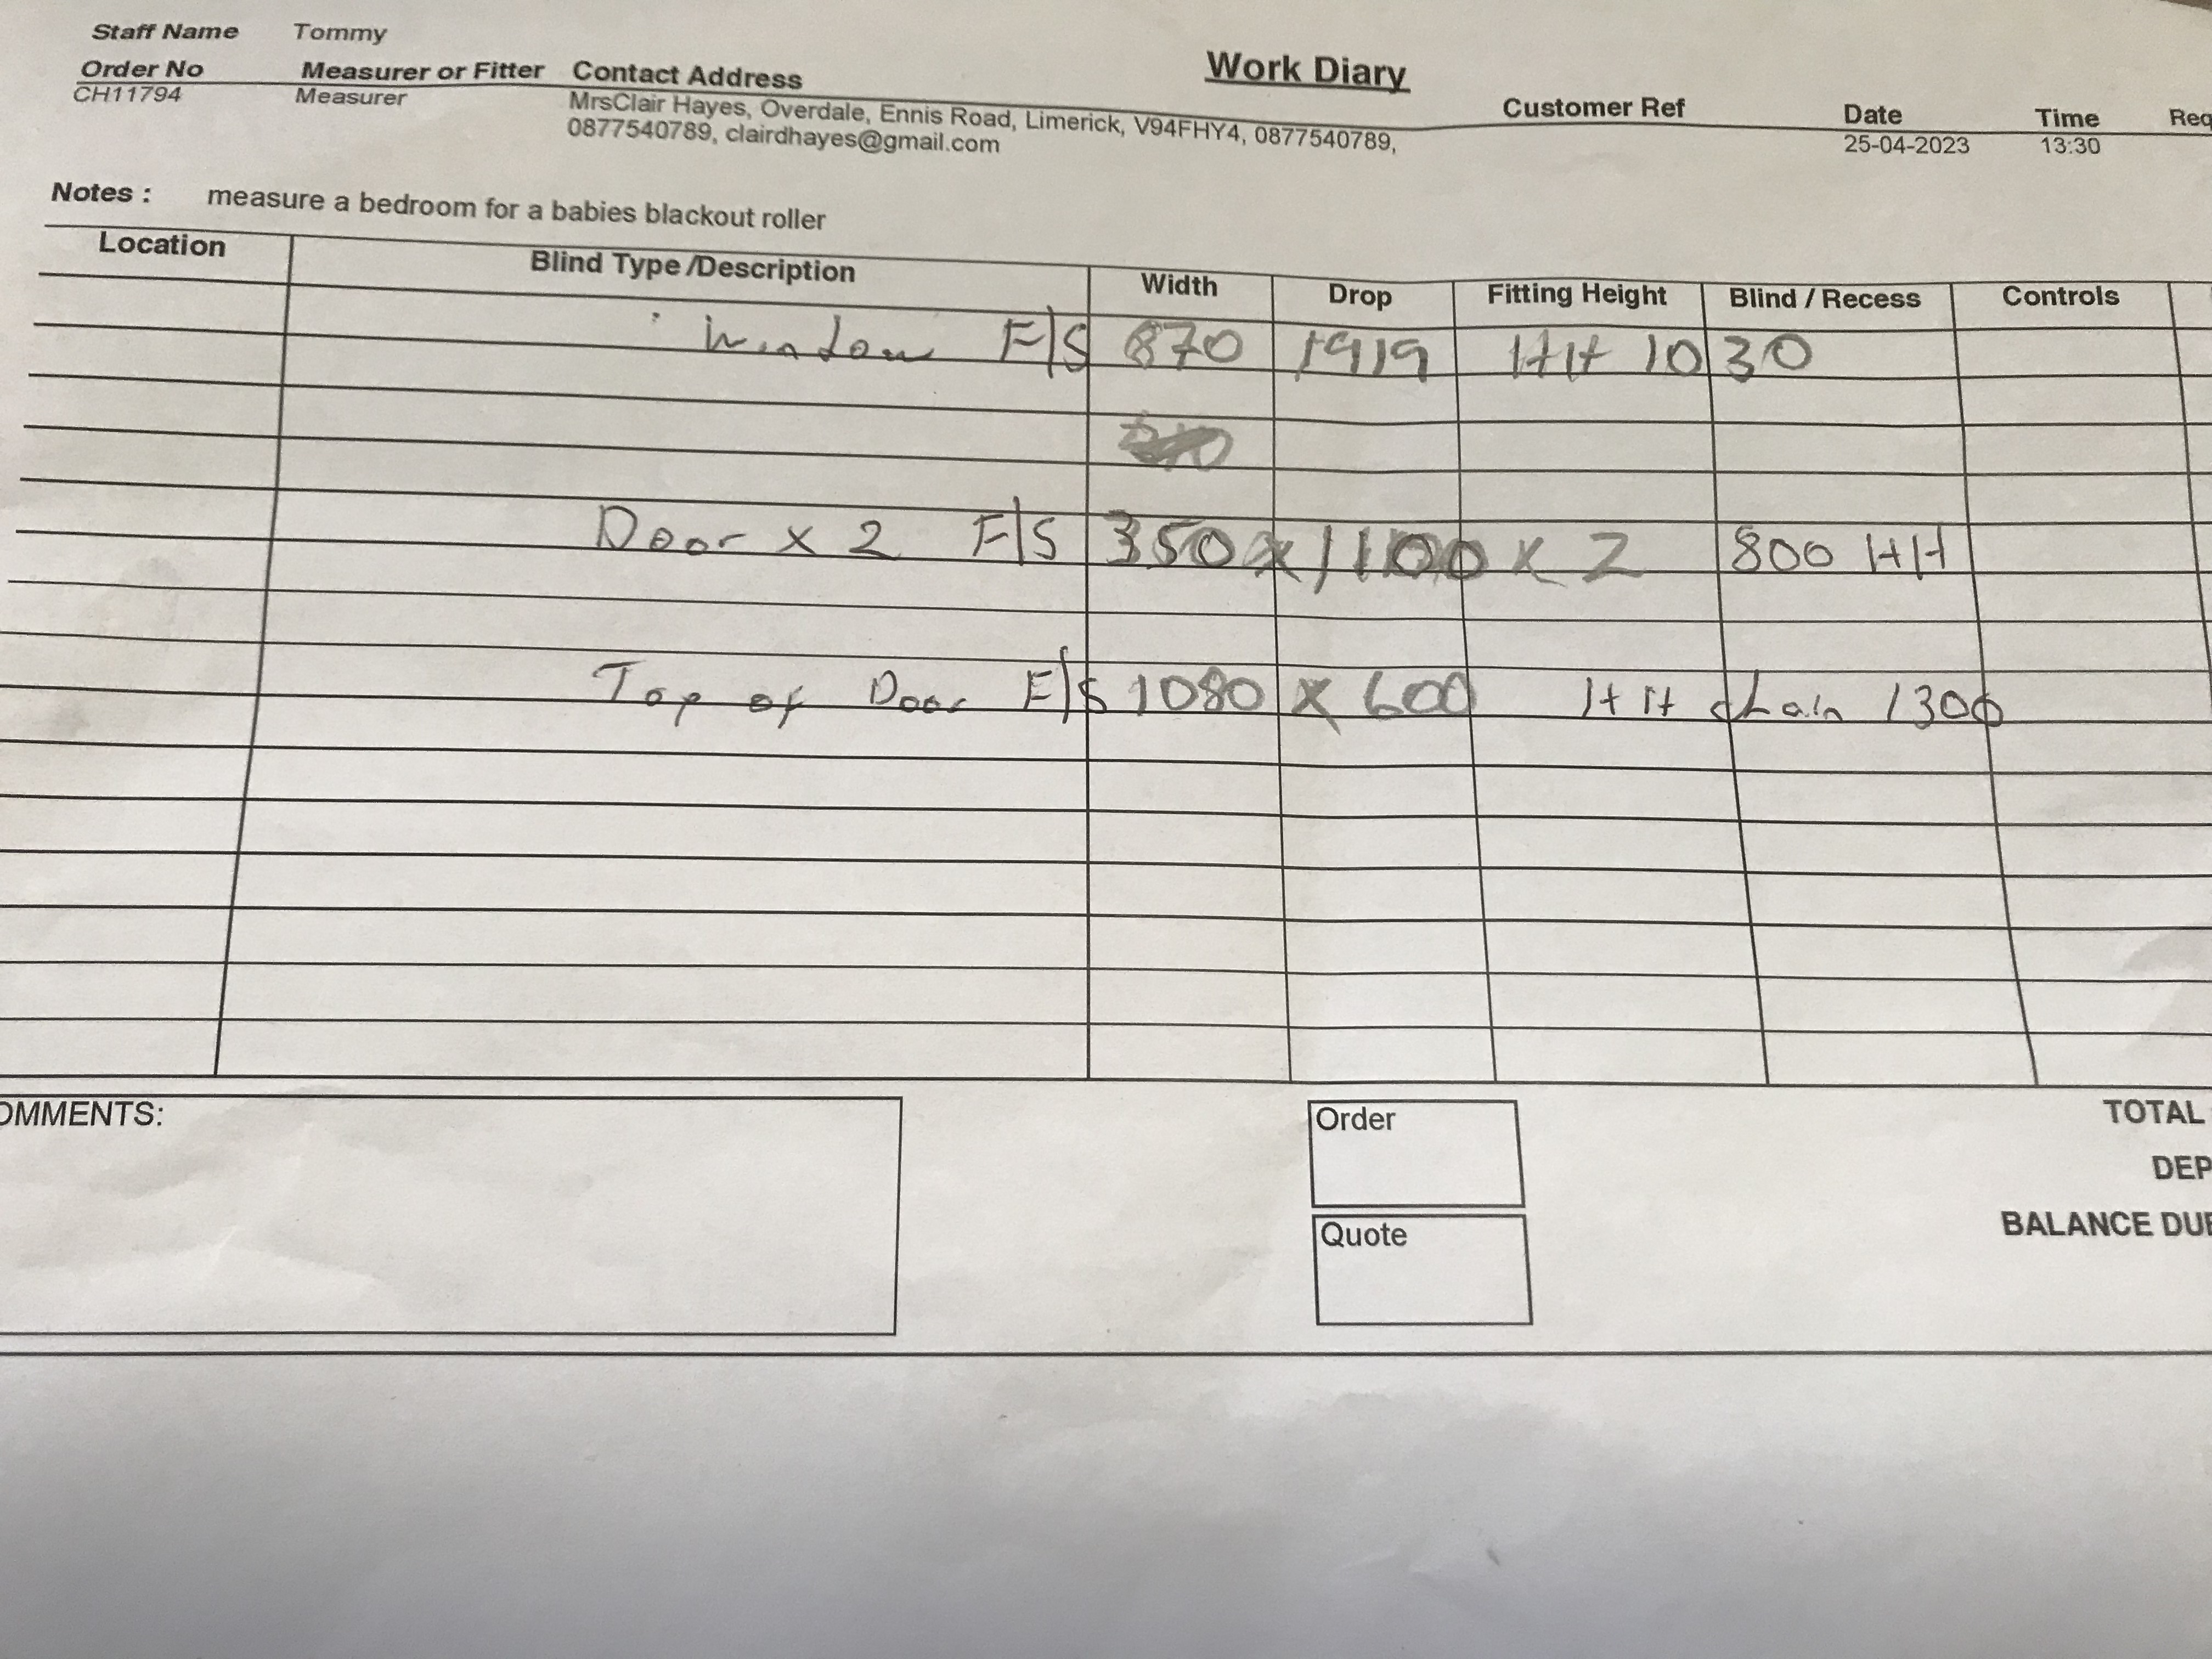 Staff Name Tommy
Work Diary
Order No Measurer or Fitter Contact Address Customer Ref Date Time Req
CH11794 Measurer MrsClair Hayes, Overdale, Ennis Road, Limerick, V94FHY4, 0877540789, 25-04-2023 13:30
0877540789, clairdhayes@gmail.com
Notes : measure a bedroom for a babies blackout roller
Location Blind Type /Description Width Drop Fitting Height Blind / Recess Controls
window F/S 870 1919 HH 1030
Door x 2 F/S 350 x 1100 x 2 800 HH
Top of Door F/S 1080 x 600 HH chain 1300
OMMENTS: Order TOTAL
DEP
Quote BALANCE DUE